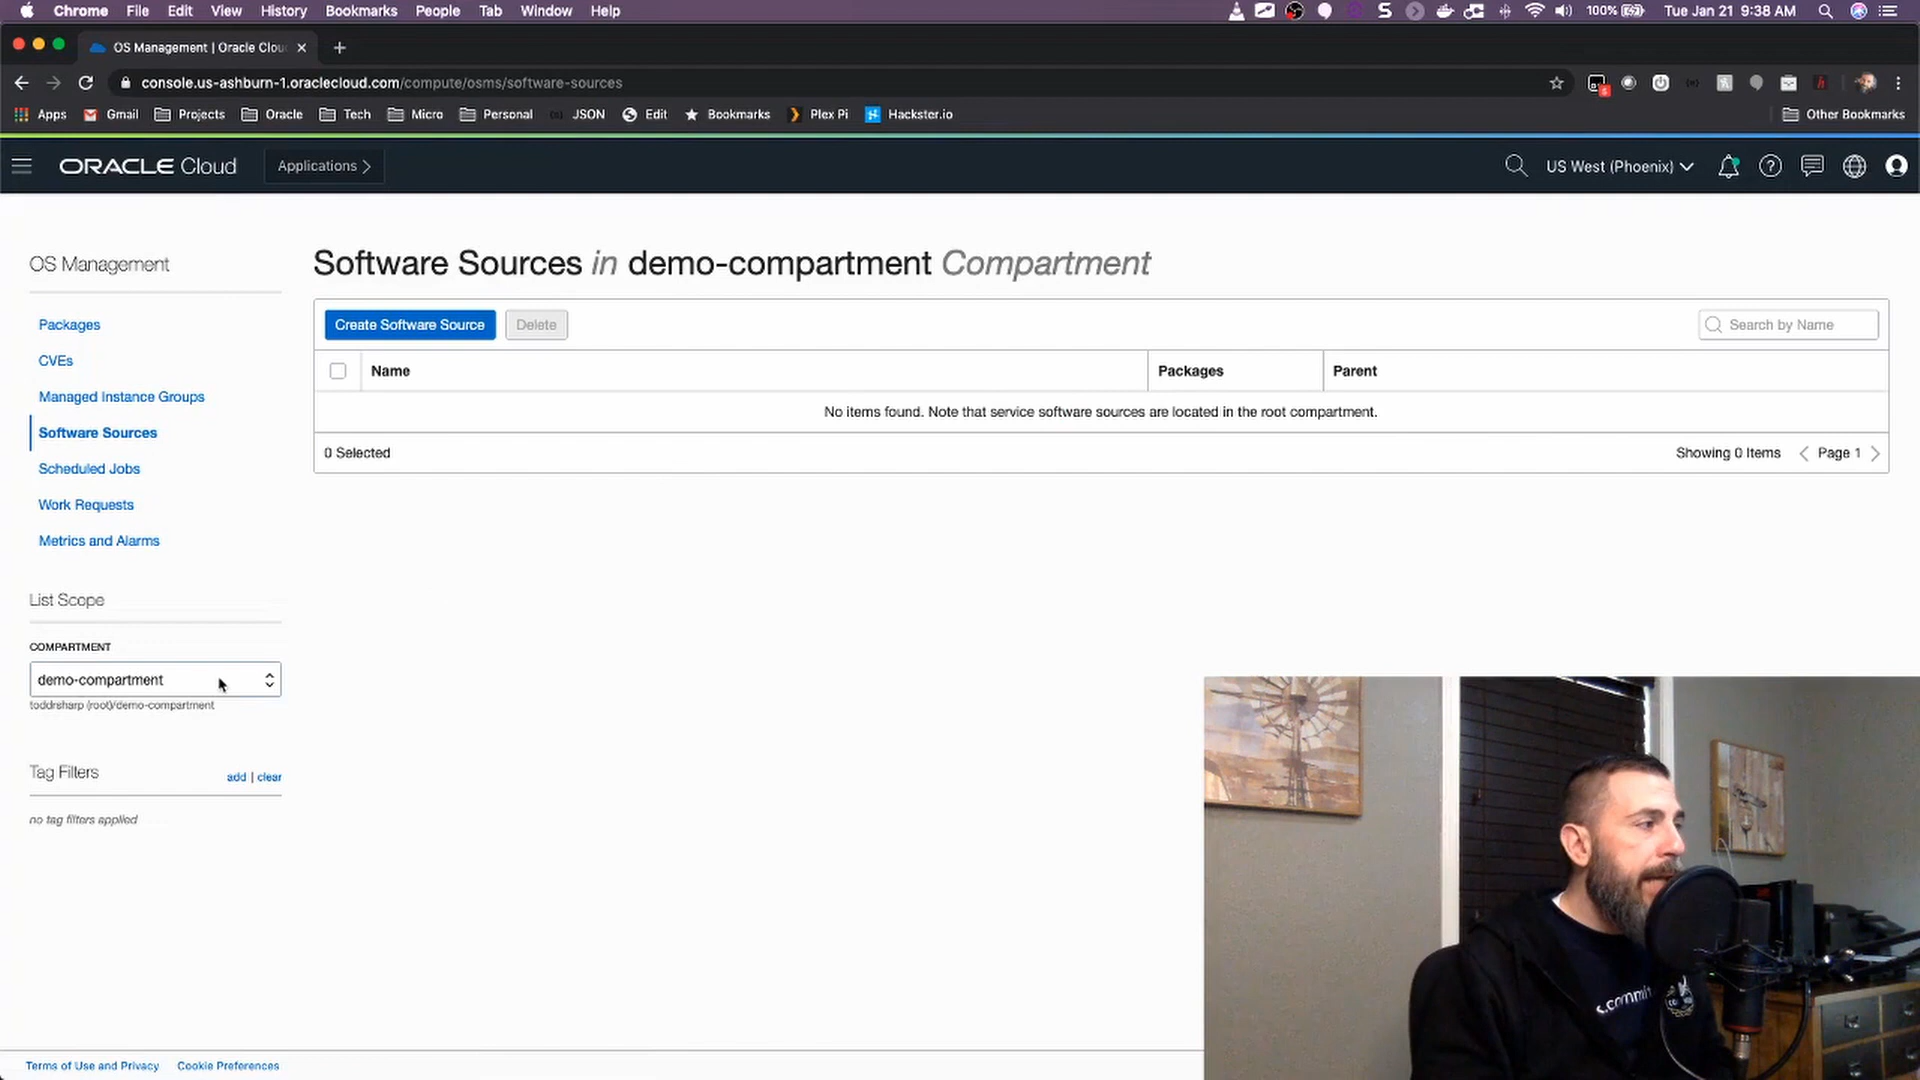 Chrome File Edit View History Bookmarks People Tab Window Help
100% Tue Jan 21 9:38 AM
OS Management | Oracle Clou
console.us-ashburn-1.oraclecloud.com/compute/osms/software-sources
Apps Gmail Projects Oracle Tech Micro Personal JSON Edit Bookmarks Plex Pi Hackster.io Other Bookmarks
ORACLE Cloud Applications US West (Phoenix)
OS Management
Packages
CVEs
Managed Instance Groups
Software Sources
Scheduled Jobs
Work Requests
Metrics and Alarms
List Scope
COMPARTMENT
demo-compartment
toddrsharp (root)/demo-compartment
Tag Filters add | clear
no tag filters applied
Software Sources in demo-compartment Compartment
Create Software Source Delete Search by Name
Name Packages Parent
No items found. Note that service software sources are located in the root compartment.
0 Selected Showing 0 Items Page 1
s.commit
Terms of Use and Privacy Cookie Preferences